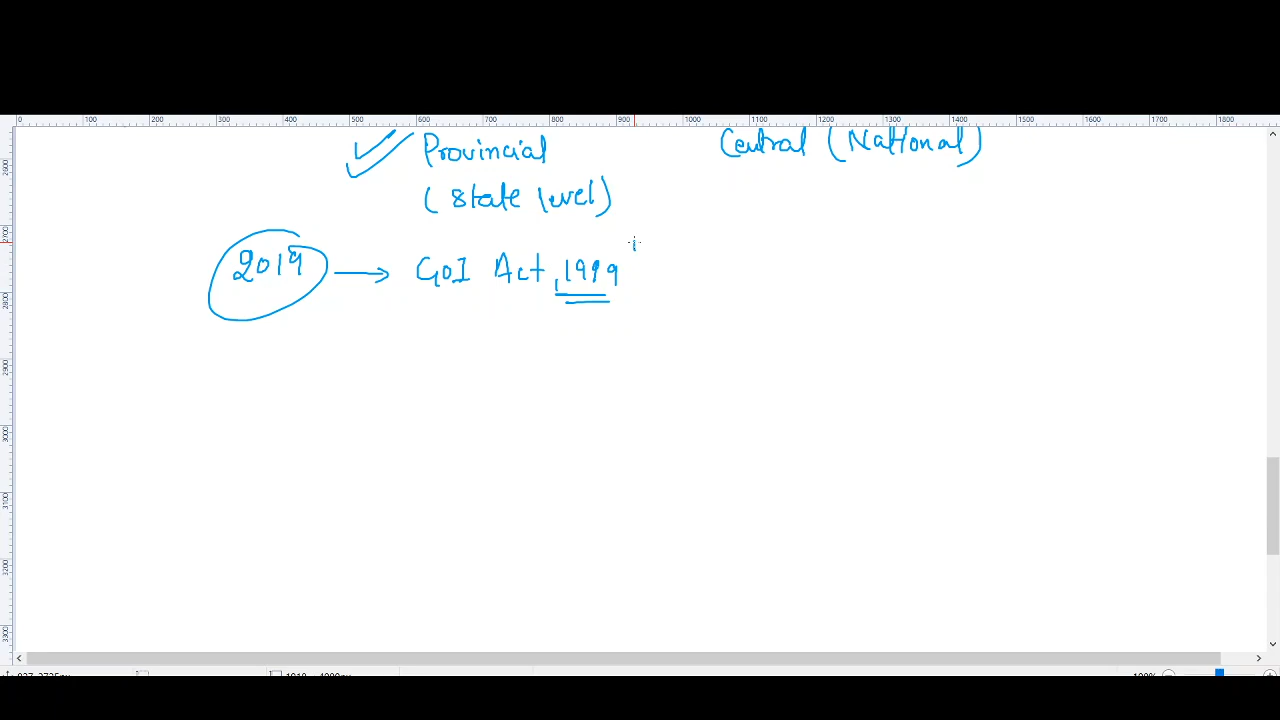 Provincial
Central (National)
(State level)
2019 → GOI Act, 1999